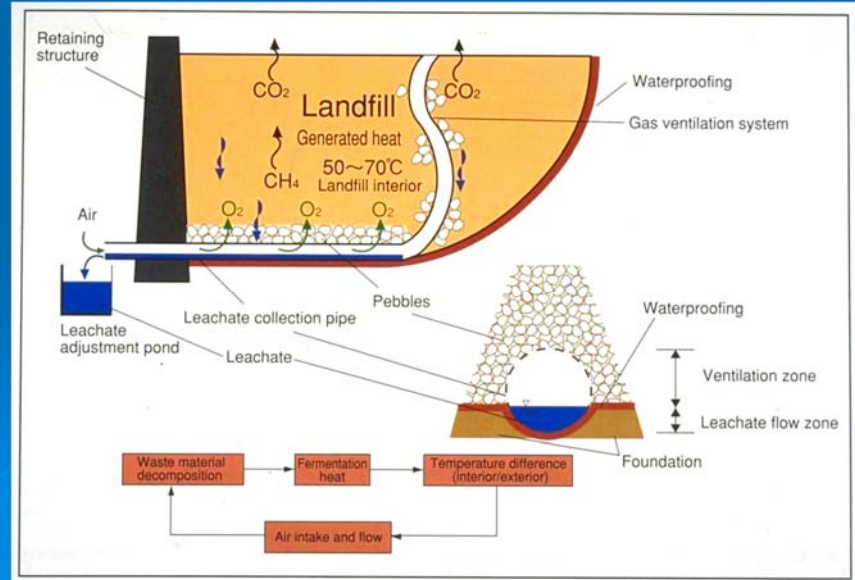 Retaining
structure
CO2
CO2
Landfill
Generated heat
50～70℃
Landfill interior
CH4
O2
O2
O2
Air
Waterproofing
Gas ventilation system
Pebbles
Leachate collection pipe
Leachate
adjustment pond
Leachate
Waterproofing
Ventilation zone
Leachate flow zone
Foundation
Waste material
decomposition
Fermentation
heat
Temperature difference
(interior/exterior)
Air intake and flow